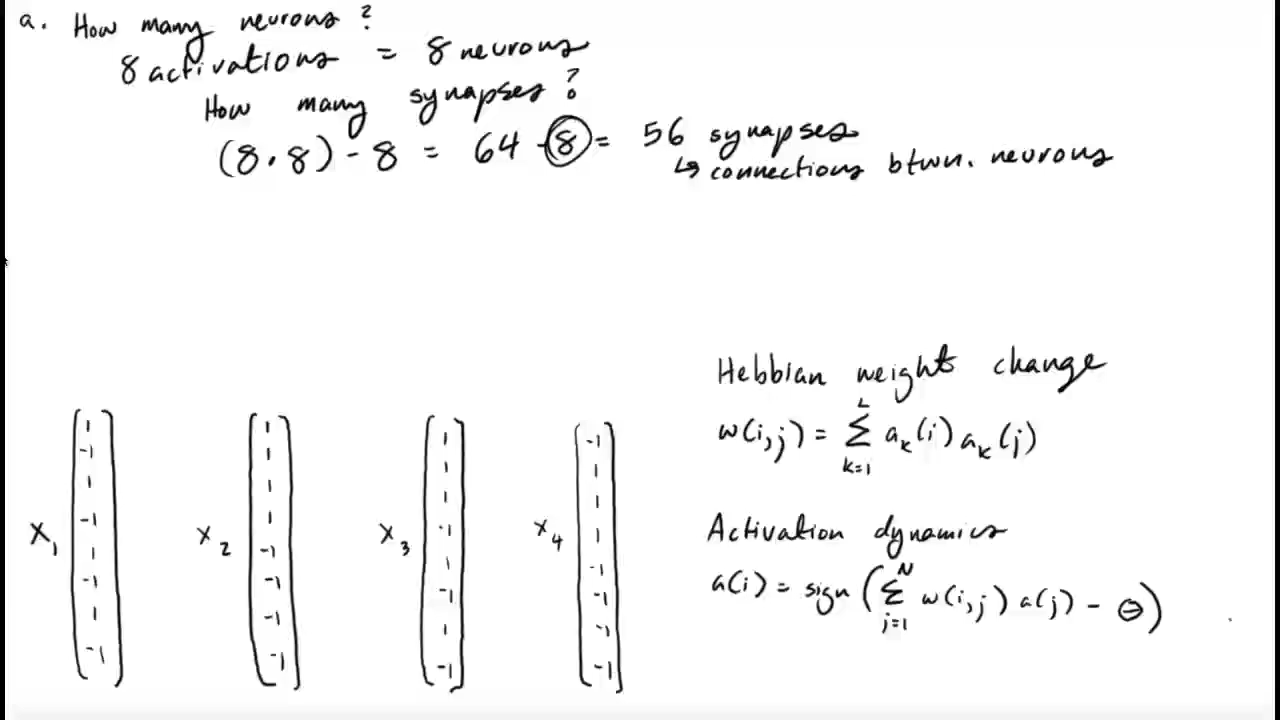 a. How many neurons?
8 activations = 8 neurons
How many synapses?
(8·8) - 8 = 64 - 8 = 56 synapses
↳ connections btwn. neurons
Hebbian weight change
w(i,j) = L Σ k=1 a_k(i) a_k(j)
Activation dynamics
a(i) = sign ( N Σ j=1 w(i,j) a(j) - Θ)
X1
1
-1
1
-1
1
-1
1
-1
X2
1
1
1
1
-1
-1
-1
-1
X3
1
1
1
-1
1
-1
1
-1
X4
-1
1
1
1
-1
-1
-1
-1